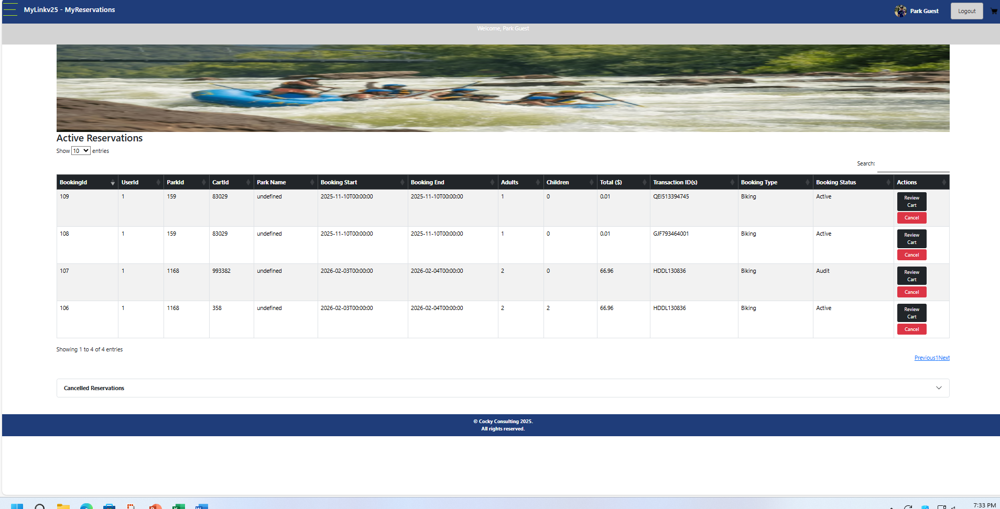 MyLinkv25 - MyReservations
Park Guest
Logout
Welcome, Park Guest
Active Reservations
Show 10 entries
Search:
BookingId UserId ParkId CartId Park Name Booking Start Booking End Adults Children Total ($) Transaction ID(s) Booking Type Booking Status Actions
109 1 159 83029 undefined 2025-11-10T00:00:00 2025-11-10T00:00:00 1 0 0.01 QEI513394745 Biking Active
Review
Cart
Cancel
108 1 159 83029 undefined 2025-11-10T00:00:00 2025-11-10T00:00:00 1 0 0.01 GJF793464001 Biking Active
Review
Cart
Cancel
107 1 1168 993382 undefined 2026-02-03T00:00:00 2026-02-04T00:00:00 2 0 66.96 HDDL130836 Biking Audit
Review
Cart
Cancel
106 1 1168 358 undefined 2026-02-03T00:00:00 2026-02-04T00:00:00 2 2 66.96 HDDL130836 Biking Active
Review
Cart
Cancel
Showing 1 to 4 of 4 entries
Previous1Next
Cancelled Reservations
© Cocky Consulting 2025.
All rights reserved.
7:33 PM